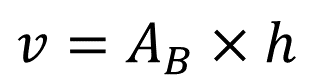 v = A_B × h